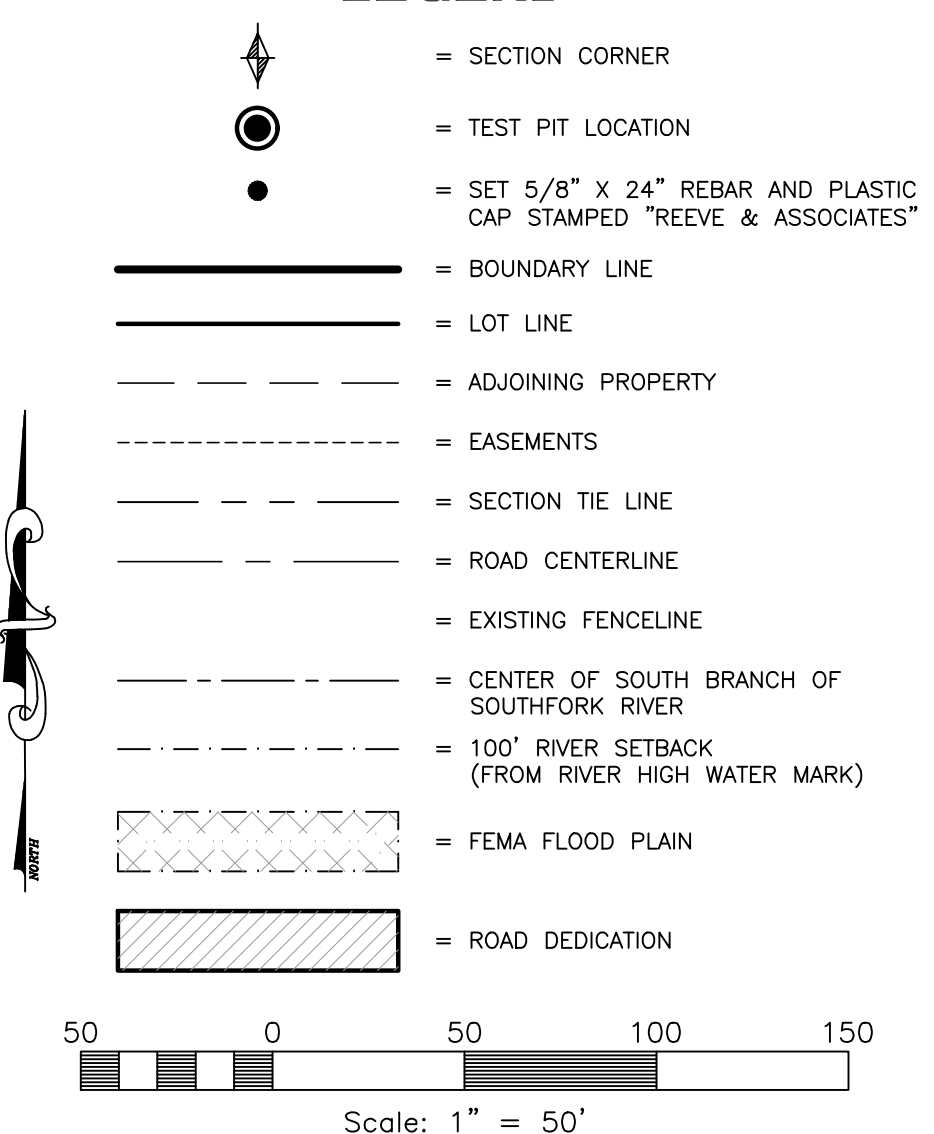 = SECTION CORNER
= TEST PIT LOCATION
= SET 5/8" X 24" REBAR AND PLASTIC
CAP STAMPED "REEVE & ASSOCIATES"
= BOUNDARY LINE
= LOT LINE
= ADJOINING PROPERTY
= EASEMENTS
= SECTION TIE LINE
= ROAD CENTERLINE
= EXISTING FENCELINE
= CENTER OF SOUTH BRANCH OF
SOUTHFORK RIVER
= 100' RIVER SETBACK
(FROM RIVER HIGH WATER MARK)
= FEMA FLOOD PLAIN
NORTH
= ROAD DEDICATION
50 0 50 100 150
Scale: 1" = 50'